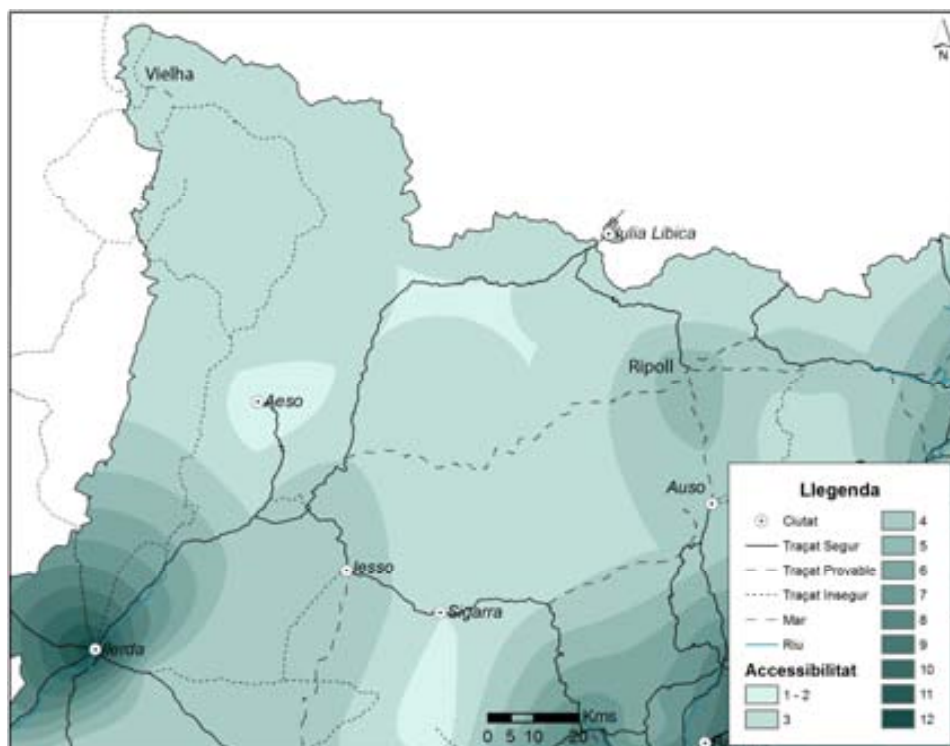 N
Vielha
Iulia Libica
Ripoll
Aeso
Auso
Iesso
Sigarra
Ilerda
Kms
0 5 10 20
Llegenda
Ciutat
Traçat Segur
Traçat Provable
Traçat Insegur
Mar
Riu
Accessibilitat
1 - 2
3
4
5
6
7
8
9
10
11
12